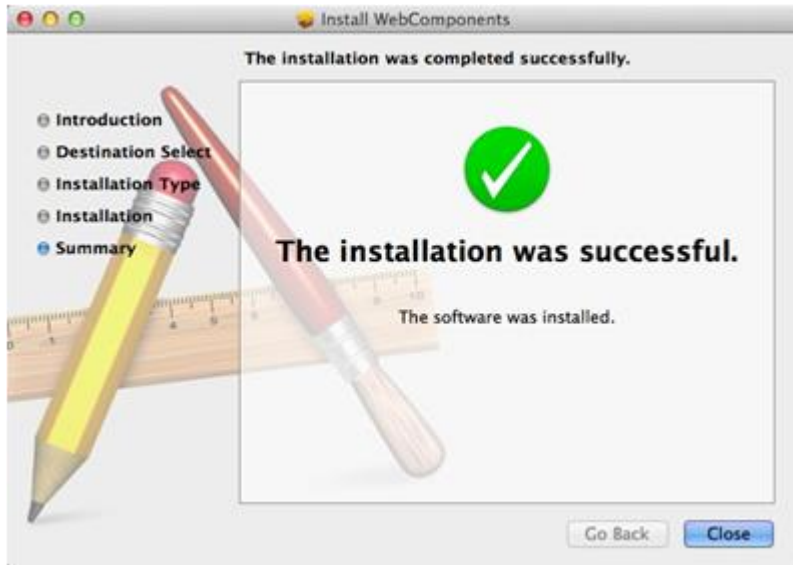 Install WebComponents
The installation was completed successfully.
Introduction
Destination Select
Installation Type
Installation
Summary
The installation was successful.
The software was installed.
Go Back
Close